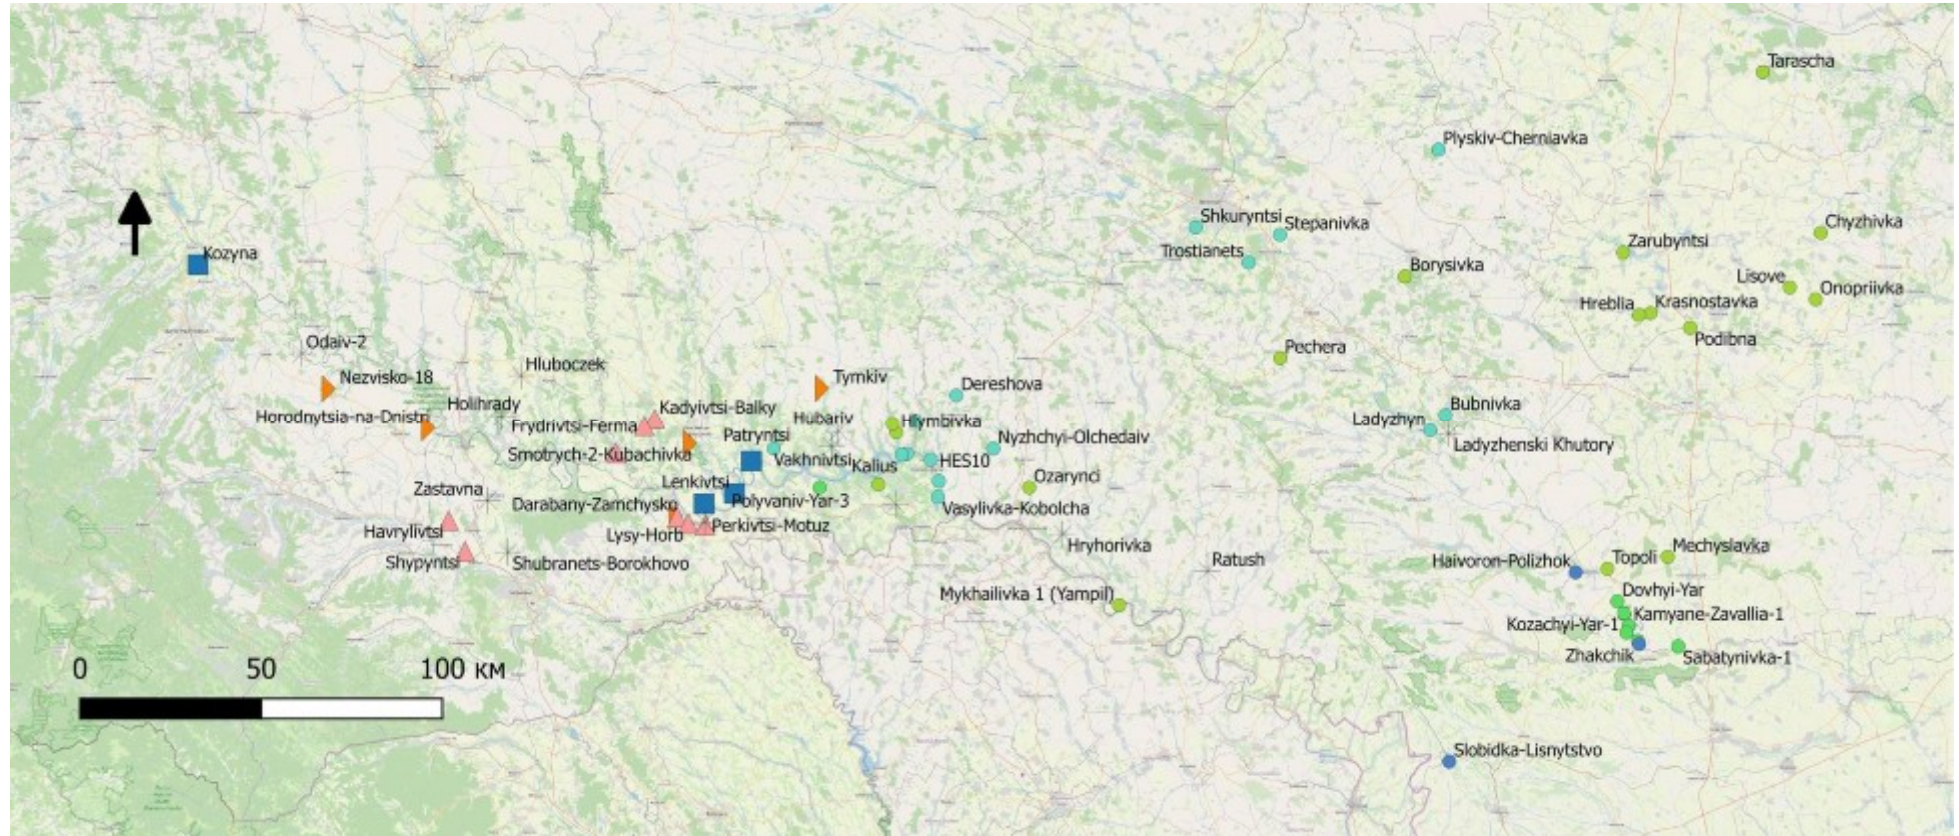 Tarascha
Plyskiv-Cherniavka
Shkuryntsi
Stepanivka
Chyzhivka
Zarubyntsi
Trostianets
Kozyna
Borysivka
Lisove
Onopriivka
Hreblia
Krasnostavka
Podibna
Odaiv-2
Pechera
Hluboczek
Nezvisko-18
Tymkiv
Dereshova
Holihrady
Kadyivtsi-Balky
Bubnivka
Horodnytsia-na-Dnistri
Frydrivtsi-Ferma
Hubariv
Hlymbivka
Ladyzhyn
Patryntsi
Nyzhchyi-Olchedaiv
Ladyzhenski Khutory
Smotrych-2-Kubachivka
Vakhnivtsi
Kalius
HES10
Ozarynci
Lenkivtsi
Zastavna
Polyvaniv-Yar-3
Darabany-Zamchysko
Vasylivka-Kobolcha
Perkivtsi-Motuz
Havrylivtsi
Lysy-Horb
Hryhorivka
Mechyslavka
Shypyntsi
Shubranets-Borokhovo
Ratush
Haivoron-Polizhok
Topoli
Mykhailivka 1 (Yampil)
Dovhyi-Yar
Kamyane-Zavallia-1
Kozachyi-Yar-1
Zhakchik
Sabatynivka-1
0 50 100 км
Slobidka-Lisnytstvo